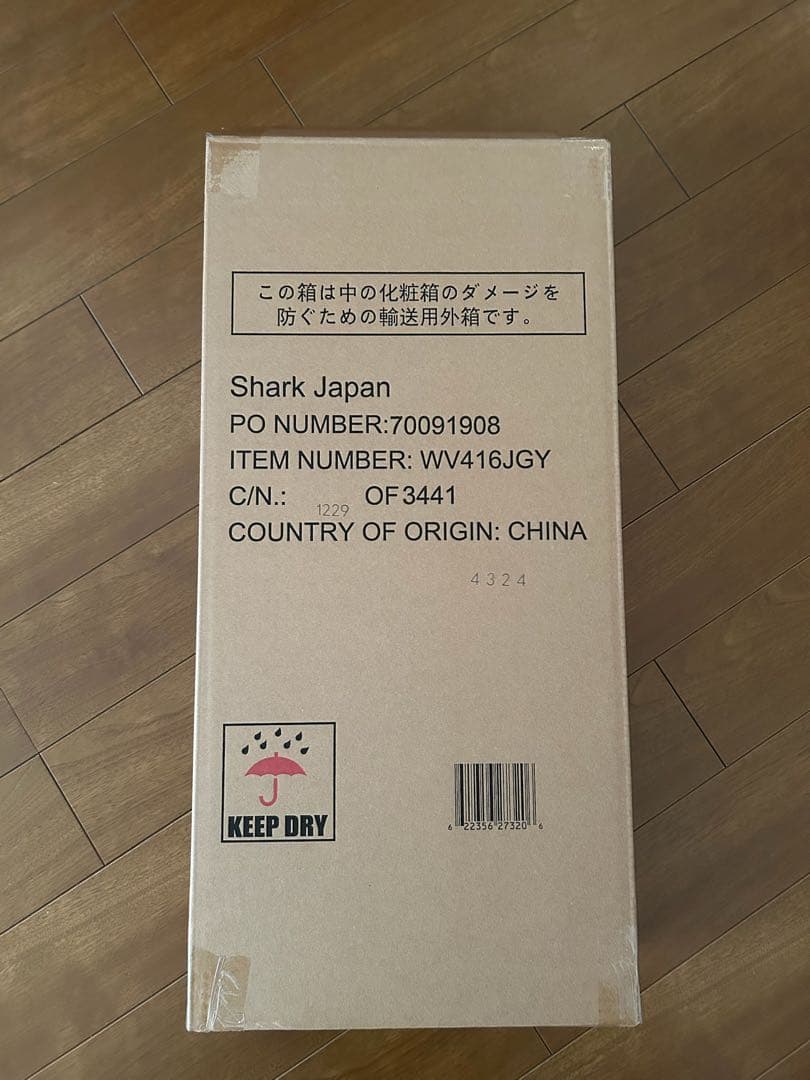 この箱は中の化粧箱のダメージを
防ぐための輸送用外箱です。
Shark Japan
PO NUMBER:70091908
ITEM NUMBER: WV416JGY
C/N.: 1229 OF3441
COUNTRY OF ORIGIN: CHINA
4324
KEEP DRY
6 22356 27320 6